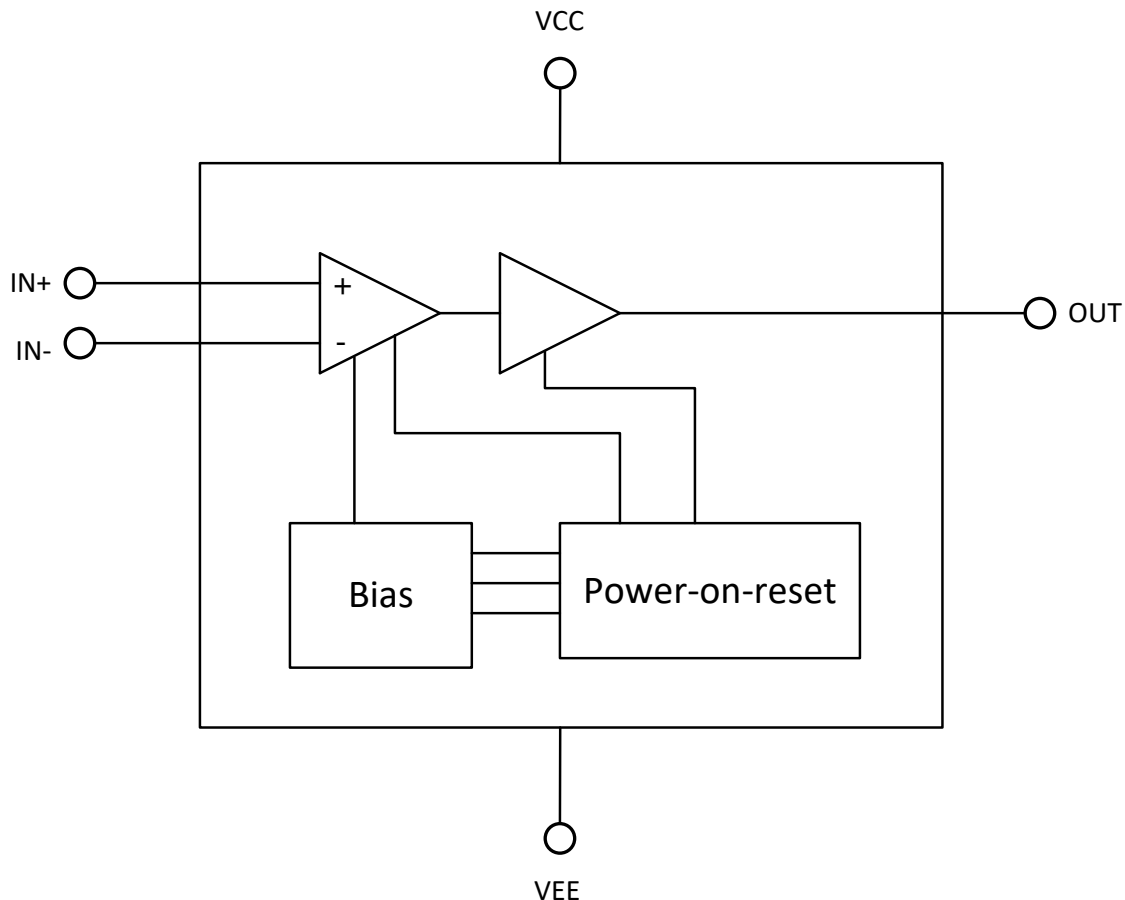 VCC
IN+
+
OUT
IN-
-
Bias
Power-on-reset
VEE